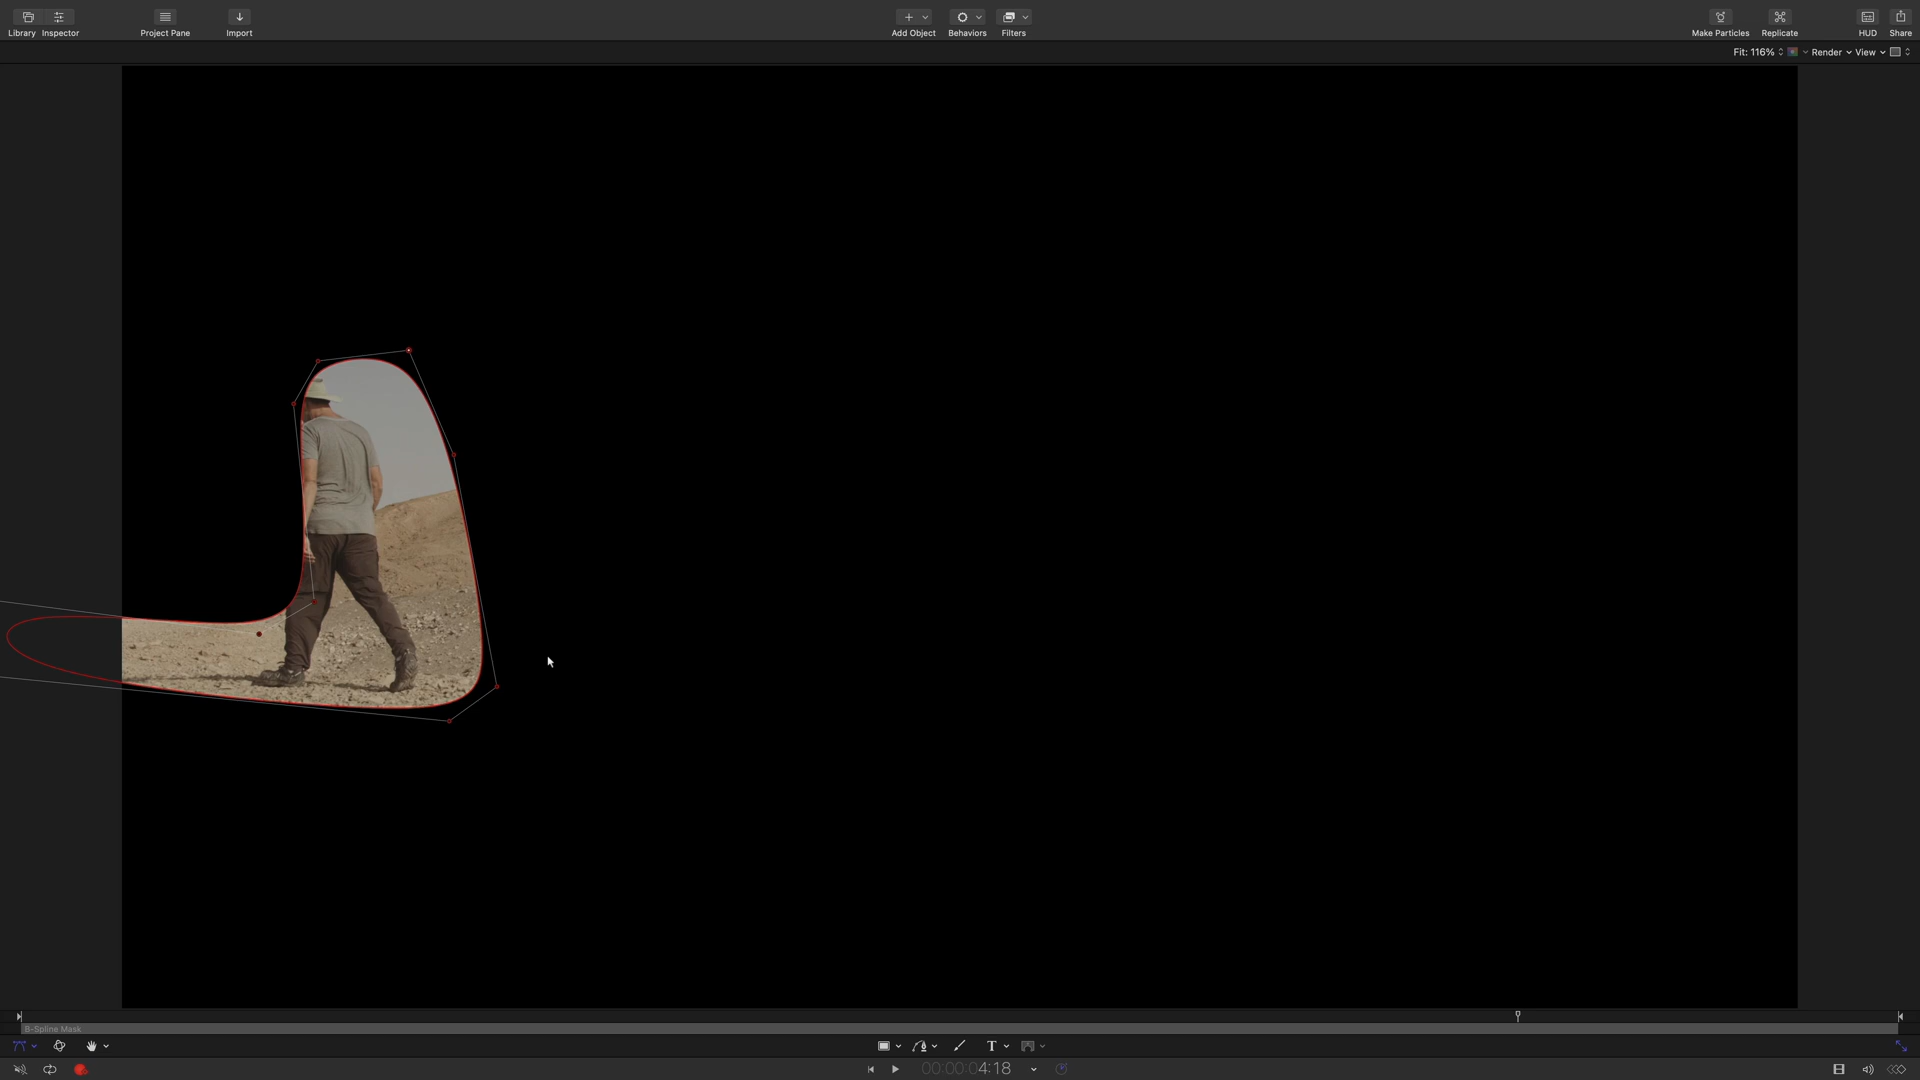 Library Inspector Project Pane Import Add Object Behaviors Filters Make Particles Replicate HUD Share
Fit: 116% Render View
B-Spline Mask
T
00:00:04:18